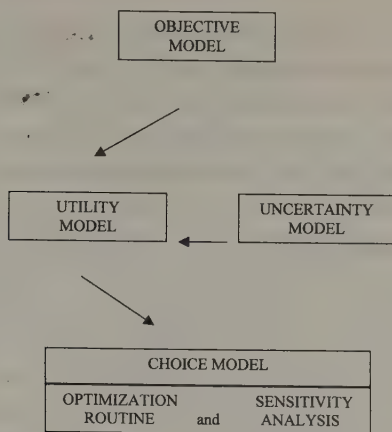 OBJECTIVE
MODEL
UTILITY
MODEL
UNCERTAINTY
MODEL
CHOICE MODEL
OPTIMIZATION SENSITIVITY
ROUTINE and ANALYSIS